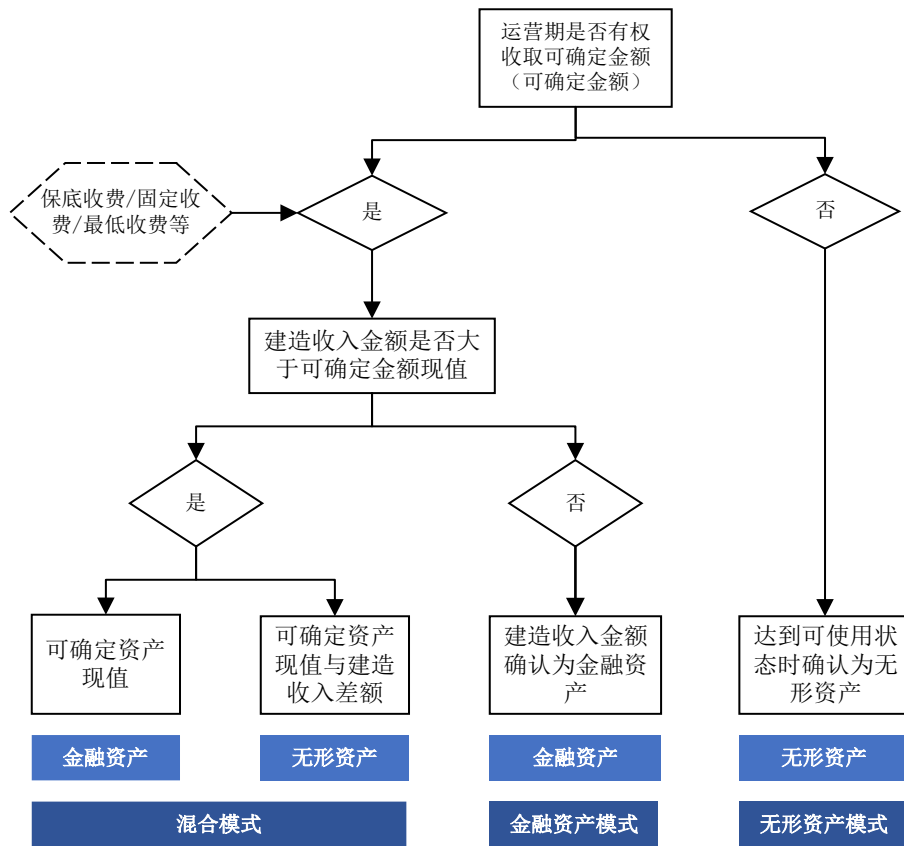 运营期是否有权
收取可确定金额
（可确定金额）
保底收费/固定收
费/最低收费等
是
否
建造收入金额是否大
于可确定金额现值
是
否
可确定资产
现值
可确定资产
现值与建造
收入差额
建造收入金额
确认为金融资
产
达到可使用状
态时确认为无
形资产
金融资产
无形资产
金融资产
无形资产
混合模式
金融资产模式
无形资产模式